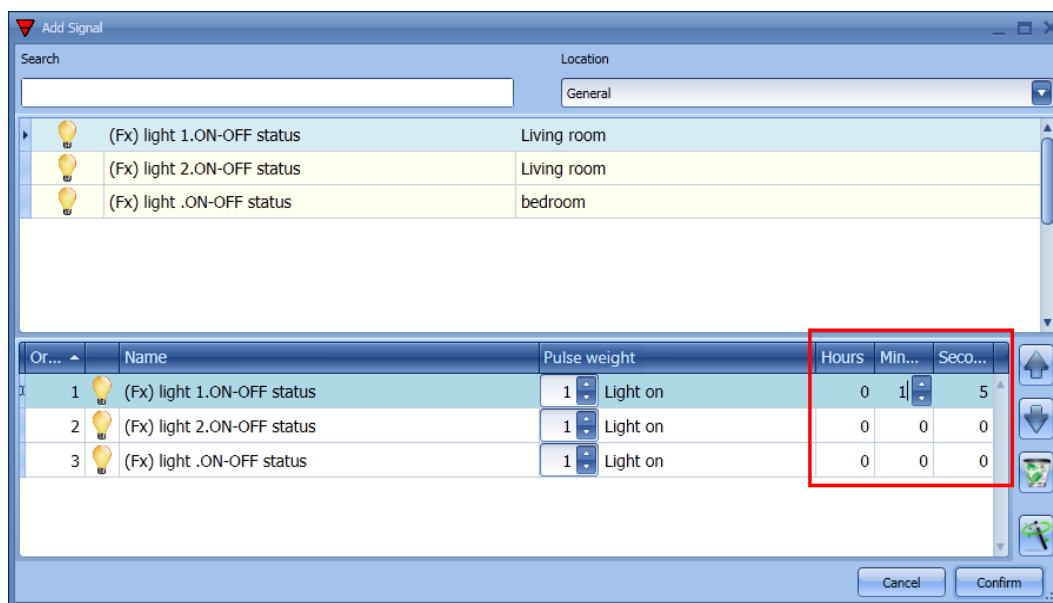 Add Signal
Search Location
General
(Fx) light 1.ON-OFF status Living room
(Fx) light 2.ON-OFF status Living room
(Fx) light .ON-OFF status bedroom
Or... Name Pulse weight Hours Min... Seco...
1 (Fx) light 1.ON-OFF status 1 Light on 0 1 5
2 (Fx) light 2.ON-OFF status 1 Light on 0 0 0
3 (Fx) light .ON-OFF status 1 Light on 0 0 0
Cancel Confirm